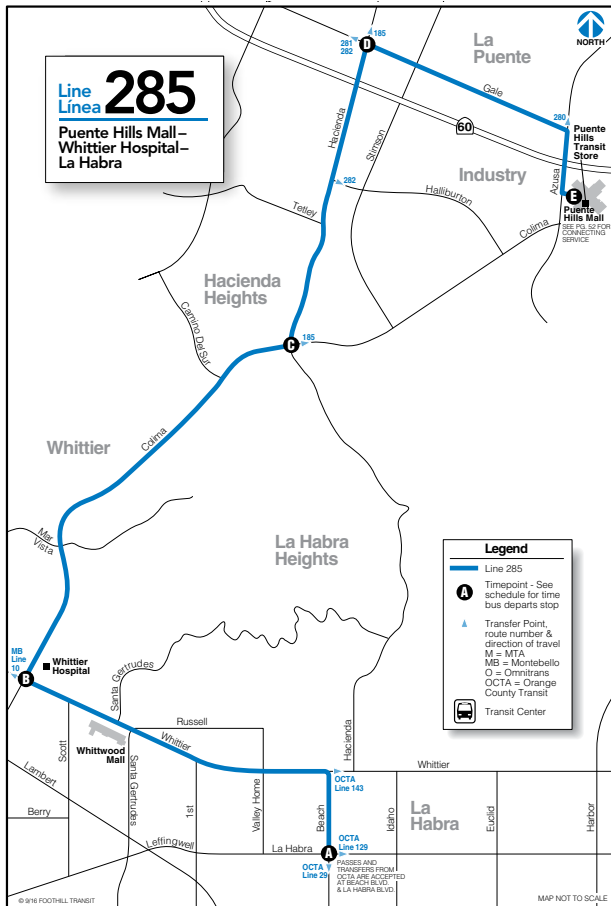 Line
Línea
285
Puente Hills Mall–
Whittier Hospital–
La Habra
NORTH
185
281
282
D
La
Puente
Gale
Hacienda
Stimson
60
280
Puente
Hills
Transit
Store
Industry
282
Halliburton
Azusa
E
Puente
Hills Mall
SEE PG. 52 FOR
CONNECTING
SERVICE
Tetley
Colima
Hacienda
Heights
Camino Del Sur
C
185
Colima
Whittier
Mar
Vista
La Habra
Heights
Legend
Line 285
A
Timepoint - See
schedule for time
bus departs stop
Transfer Point,
route number &
direction of travel
M = MTA
MB = Montebello
O = Omnitrans
OCTA = Orange
County Transit
Transit Center
MB
Line
10
B
Whittier
Hospital
Santa Gertrudes
Russell
Whittier
Whittwood
Mall
Scott
Lambert
Berry
Santa Gertrudes
1st
Valley Home
Beach
Hacienda
Whittier
OCTA
Line 143
Idaho
La
Habra
Euclid
Harbor
Leffingwell
La Habra
A
OCTA
Line 129
OCTA
Line 29
PASSES AND
TRANSFERS FROM
OCTA ARE ACCEPTED
AT BEACH BLVD.
& LA HABRA BLVD.
© 9/16 FOOTHILL TRANSIT
MAP NOT TO SCALE